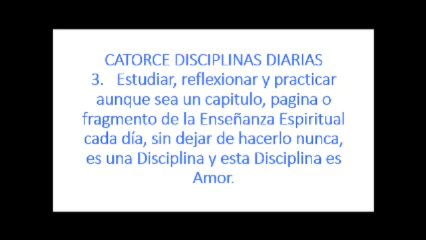 CATORCE DISCIPLINAS DIARIAS
3. Estudiar, reflexionar y practicar
aunque sea un capitulo, pagina o
fragmento de la Enseñanza Espiritual
cada día, sin dejar de hacerlo nunca,
es una Disciplina y esta Disciplina es
Amor.